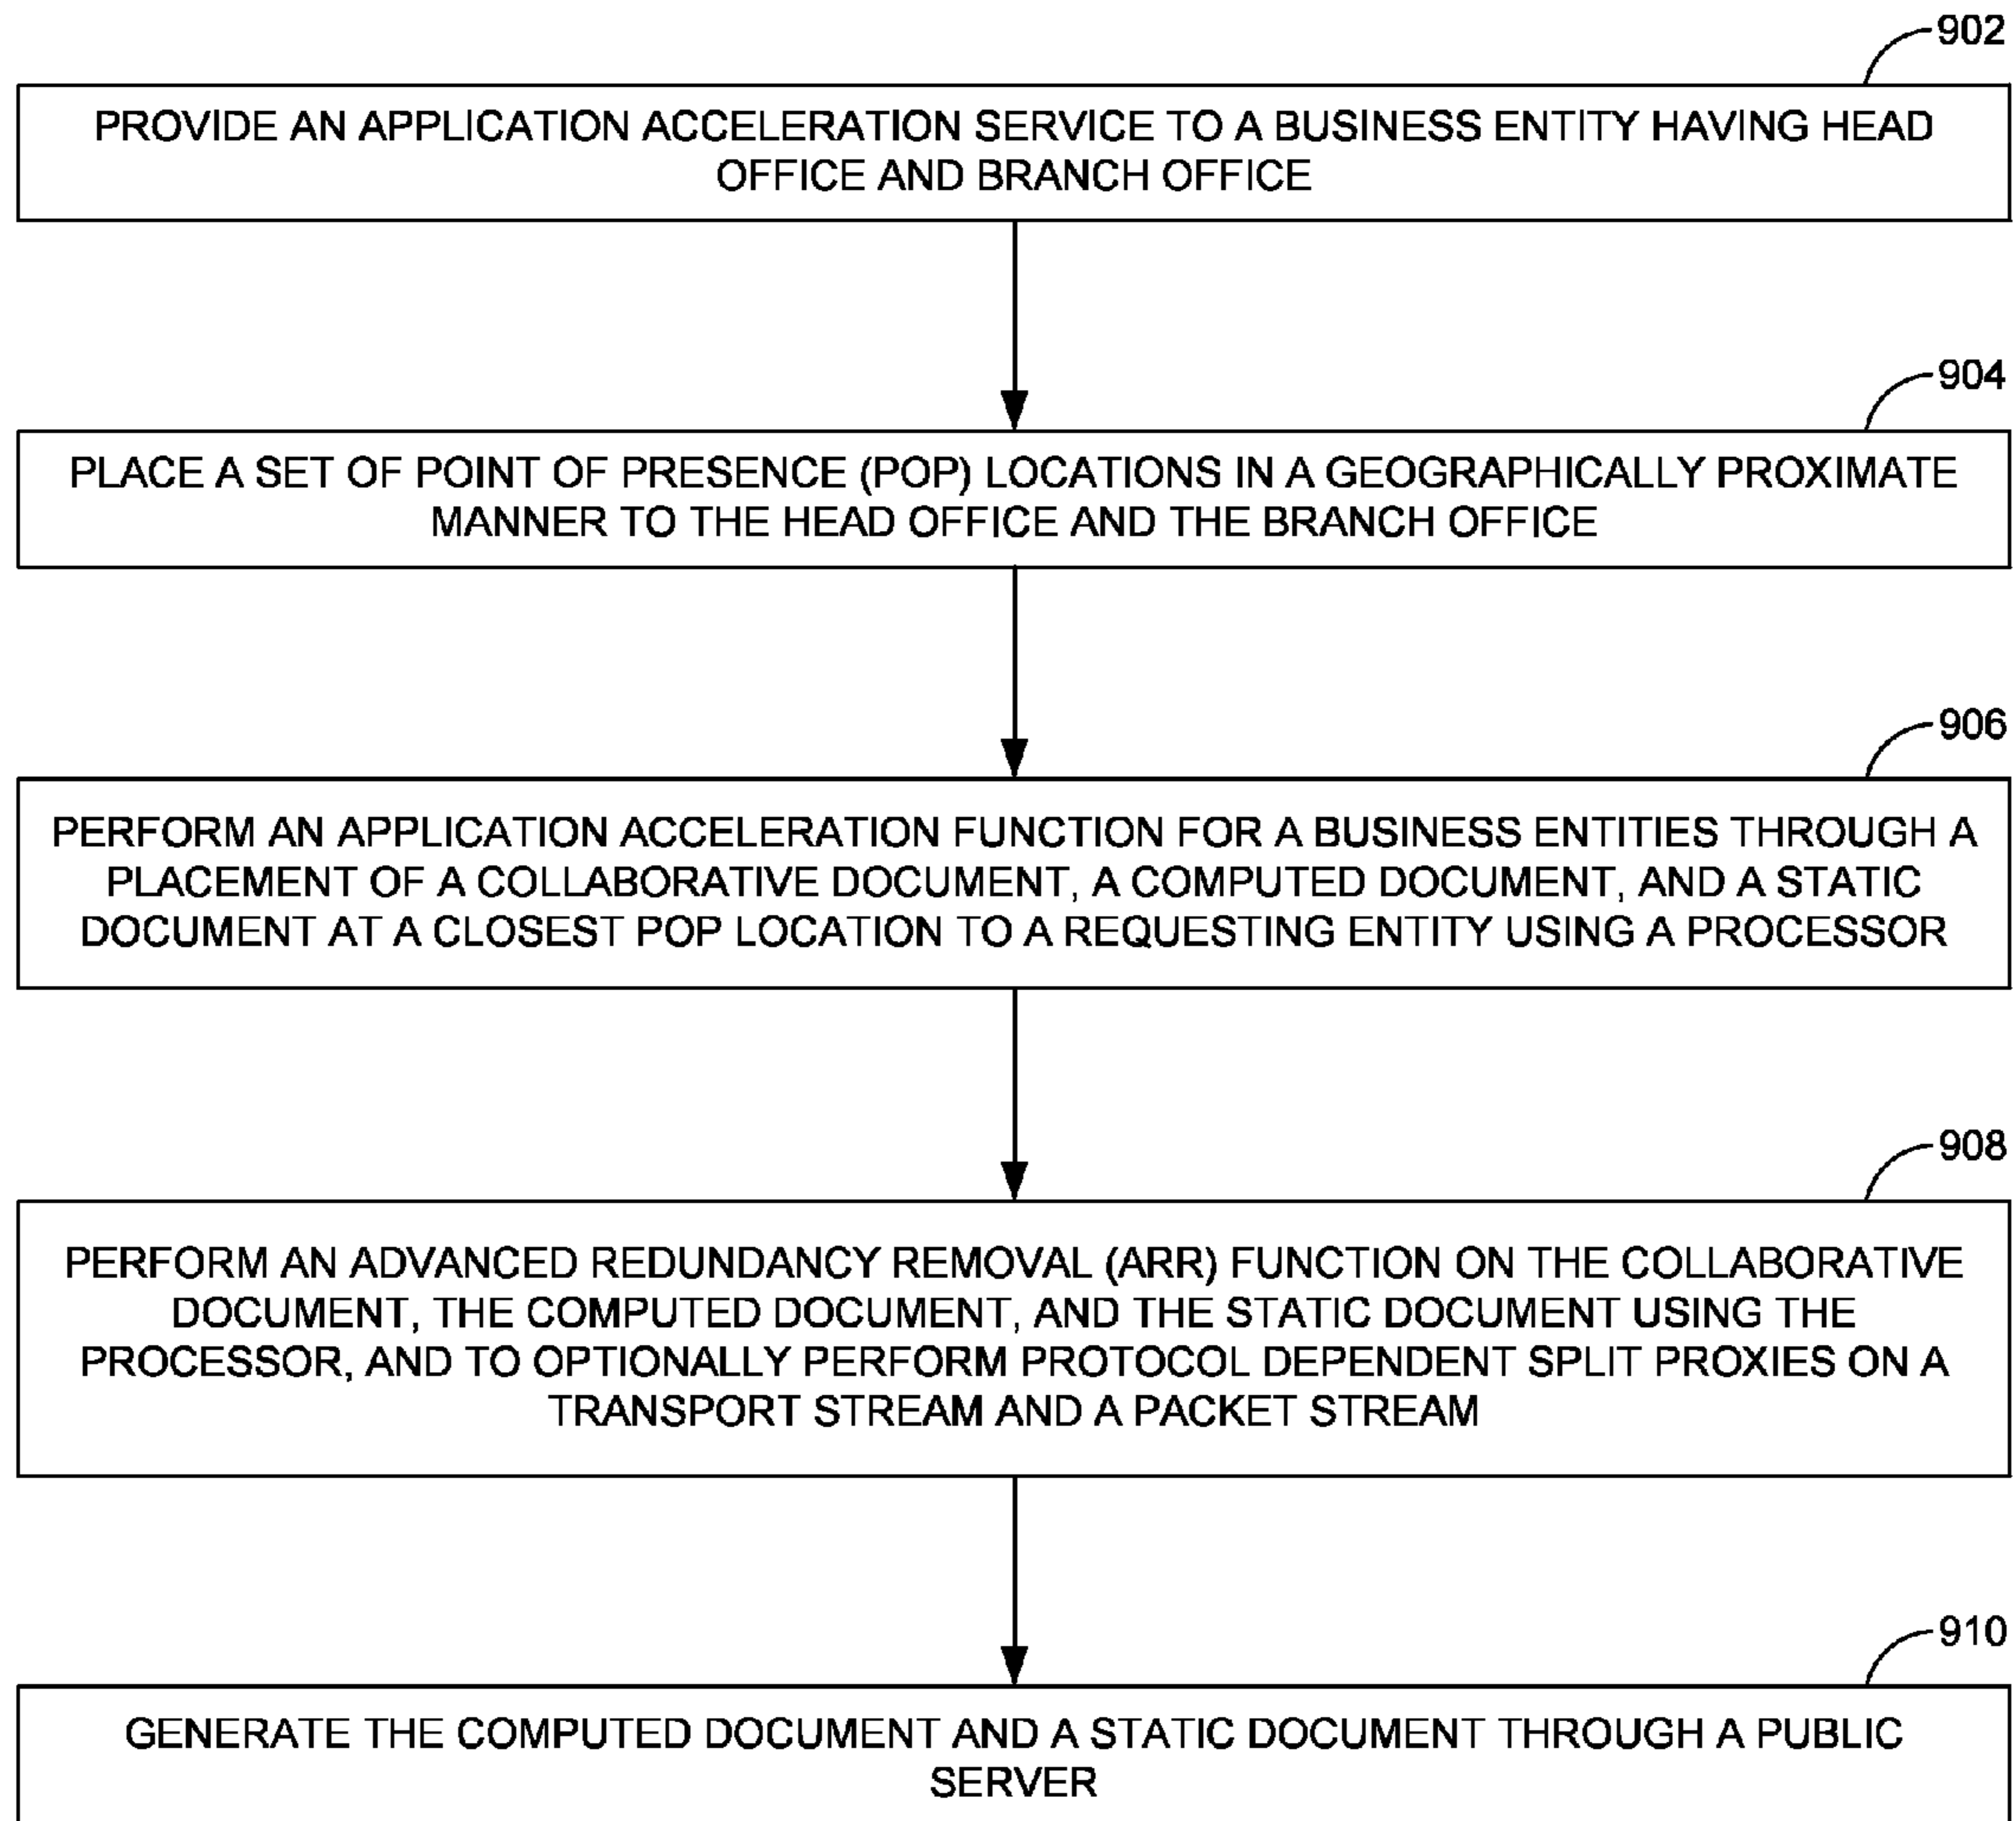 902
PROVIDE AN APPLICATION ACCELERATION SERVICE TO A BUSINESS ENTITY HAVING HEAD
OFFICE AND BRANCH OFFICE
904
PLACE A SET OF POINT OF PRESENCE (POP) LOCATIONS IN A GEOGRAPHICALLY PROXIMATE
MANNER TO THE HEAD OFFICE AND THE BRANCH OFFICE
906
PERFORM AN APPLICATION ACCELERATION FUNCTION FOR A BUSINESS ENTITIES THROUGH A
PLACEMENT OF A COLLABORATIVE DOCUMENT, A COMPUTED DOCUMENT, AND A STATIC
DOCUMENT AT A CLOSEST POP LOCATION TO A REQUESTING ENTITY USING A PROCESSOR
908
PERFORM AN ADVANCED REDUNDANCY REMOVAL (ARR) FUNCTION ON THE COLLABORATIVE
DOCUMENT, THE COMPUTED DOCUMENT, AND THE STATIC DOCUMENT USING THE
PROCESSOR, AND TO OPTIONALLY PERFORM PROTOCOL DEPENDENT SPLIT PROXIES ON A
TRANSPORT STREAM AND A PACKET STREAM
910
GENERATE THE COMPUTED DOCUMENT AND A STATIC DOCUMENT THROUGH A PUBLIC
SERVER